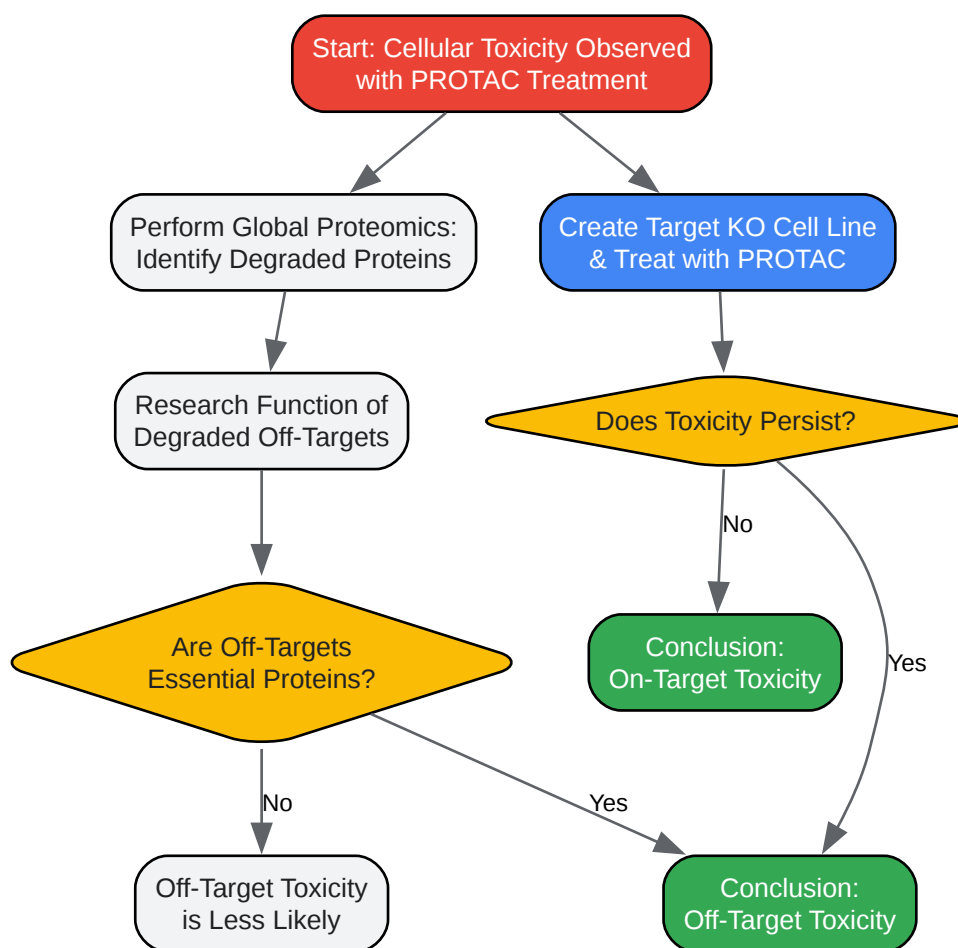 Start: Cellular Toxicity Observed
with PROTAC Treatment
Perform Global Proteomics:
Identify Degraded Proteins
Create Target KO Cell Line
& Treat with PROTAC
Research Function of
Degraded Off-Targets
Does Toxicity Persist?
No
Conclusion:
On-Target Toxicity
Yes
Are Off-Targets
Essential Proteins?
No
Yes
Off-Target Toxicity
is Less Likely
Conclusion:
Off-Target Toxicity